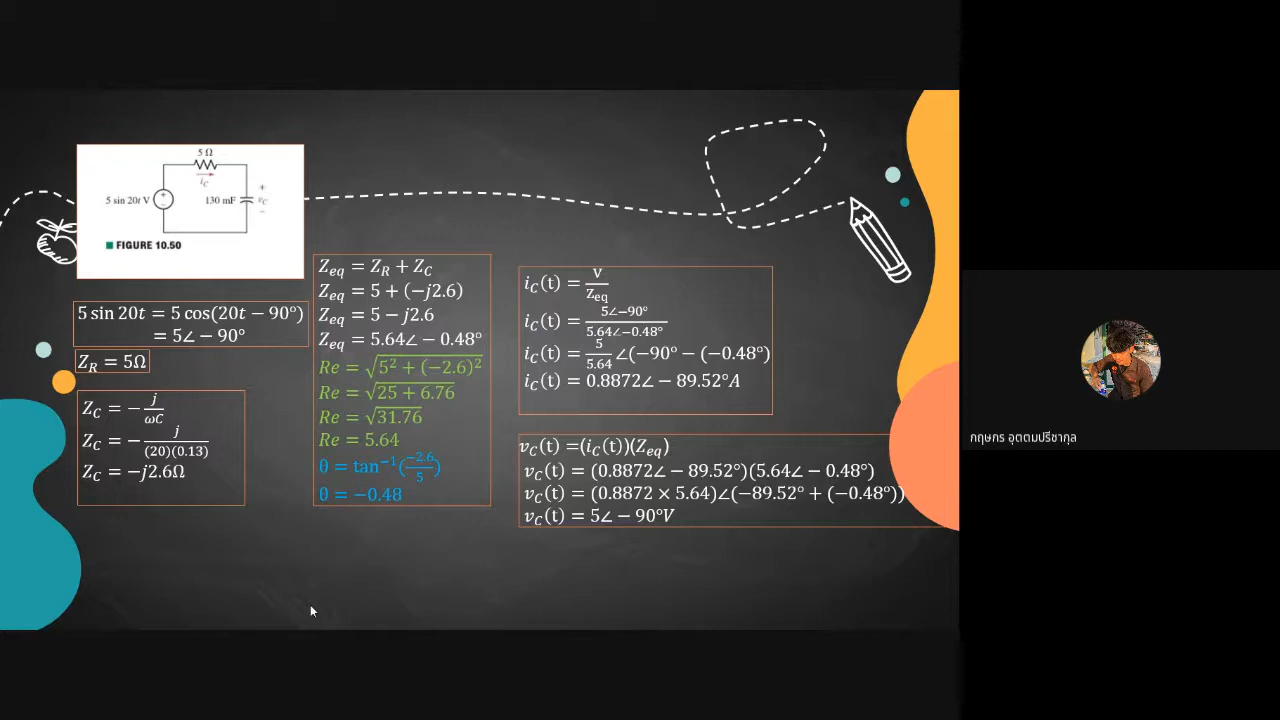 5 Ω
i_C
5 sin 20t V
+
−
130 mF
+
v_C
−
■ FIGURE 10.50
5 sin 20t = 5 cos(20t − 90°)
= 5∠ − 90°
Z_R = 5Ω
Z_C = − j/ωC
Z_C = − j/(20)(0.13)
Z_C = −j2.6Ω
Z_eq = Z_R + Z_C
Z_eq = 5 + (−j2.6)
Z_eq = 5 − j2.6
Z_eq = 5.64∠ − 0.48°
Re = √(5² + (−2.6)²)
Re = √(25 + 6.76)
Re = √31.76
Re = 5.64
θ = tan⁻¹(−2.6/5)
θ = −0.48
i_C(t) = V/Z_eq
i_C(t) = 5∠−90°/5.64∠−0.48°
i_C(t) = 5/5.64 ∠(−90° − (−0.48°)
i_C(t) = 0.8872∠ − 89.52°A
v_C(t) =(i_C(t))(Z_eq)
v_C(t) = (0.8872∠ − 89.52°)(5.64∠ − 0.48°)
v_C(t) = (0.8872 × 5.64)∠(−89.52° + (−0.48°))
v_C(t) = 5∠ − 90°V
กฤษกร อุตตมปรีชากุล